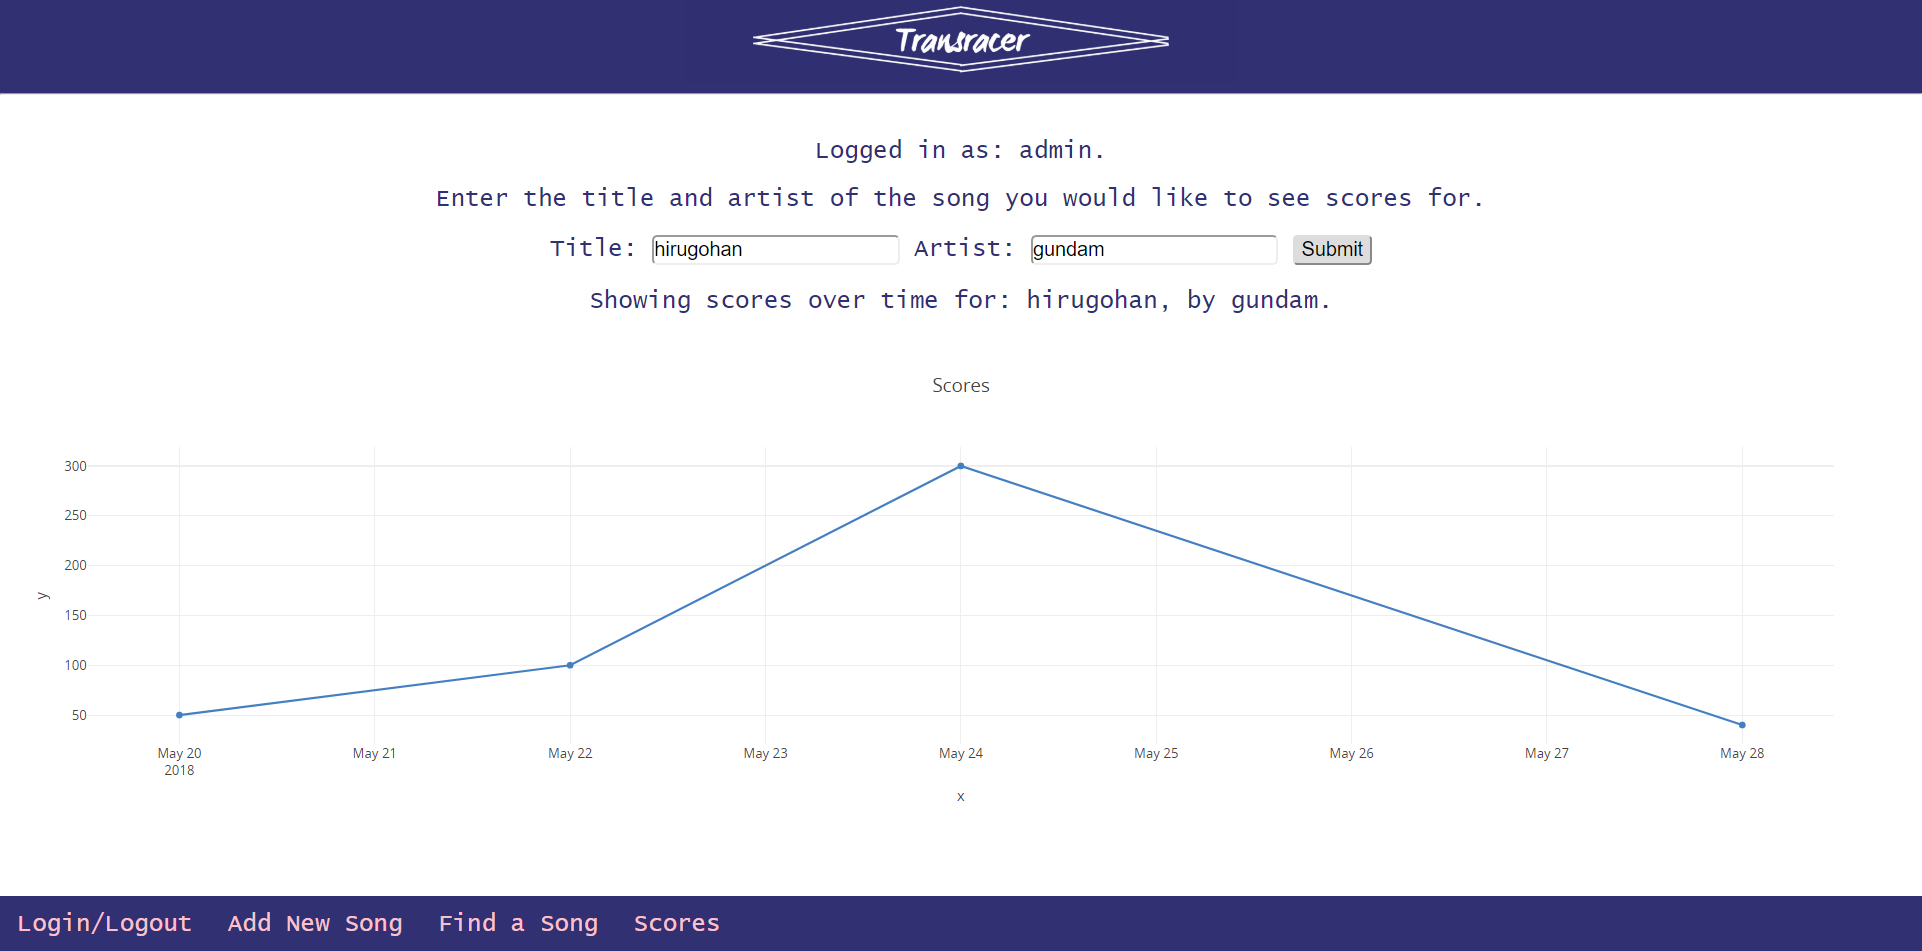 Transracer
Logged in as: admin.
Enter the title and artist of the song you would like to see scores for.
Title: hirugohan Artist: gundam Submit
Showing scores over time for: hirugohan, by gundam.
Scores
300
250
200
150
100
50
y
May 20 May 21 May 22 May 23 May 24 May 25 May 26 May 27 May 28
2018
x
Login/Logout Add New Song Find a Song Scores